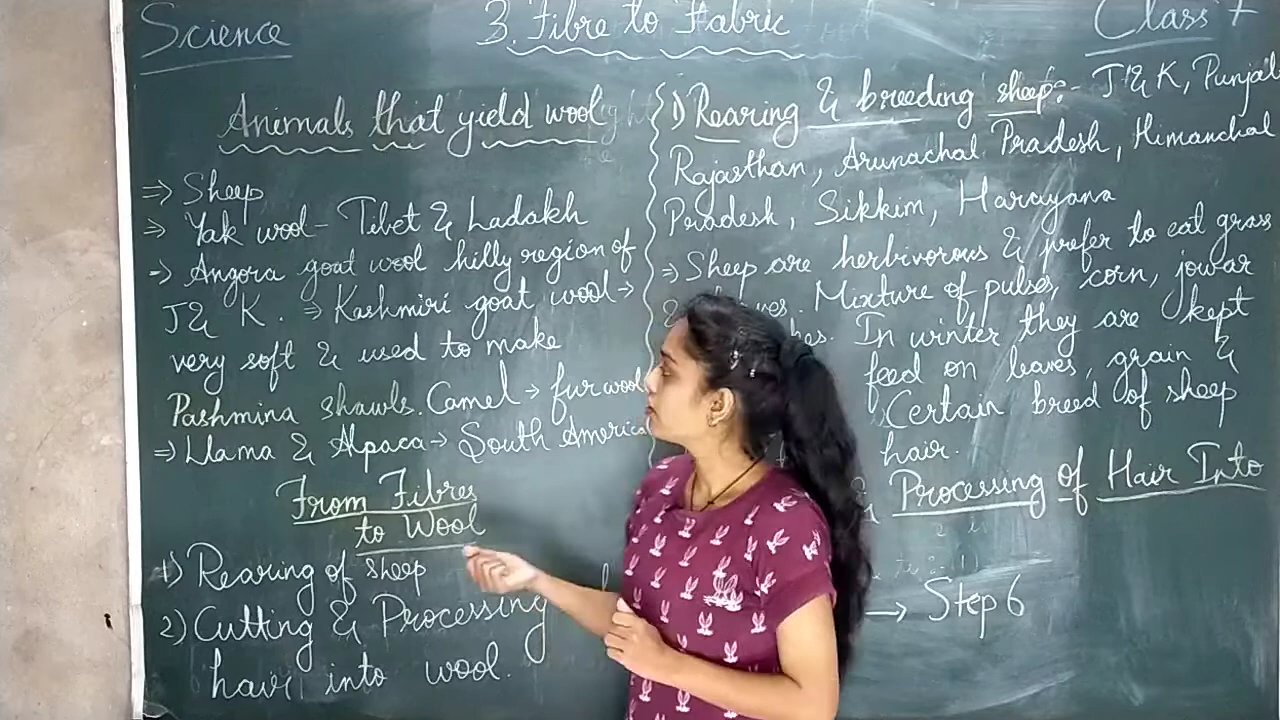 Science
3. Fibre to Fabric
Class 7
Animals that yield wool
⇒ Sheep
⇒ Yak wool- Tibet & Ladakh
→ Angora goat wool hilly region of
J & K. ⇒ Kashmiri goat wool →
very soft & used to make
Pashmina shawls. Camel → fur wool
⇒ Llama & Alpaca → South America
From Fibres
to Wool
1) Rearing of sheep
2) Cutting & Processing
hair into wool.
1) Rearing & breeding sheep:- J & K, Punjab
Rajasthan, Arunachal Pradesh, Himanchal
Pradesh, Sikkim, Harayana
⇒ Sheep are herbivorous & prefer to eat grass
& Mixture of pulses, corn, jowar
In winter they are kept
feed on leaves, grain &
Certain breed of sheep
hair.
Processing of Hair Into
→ Step 6